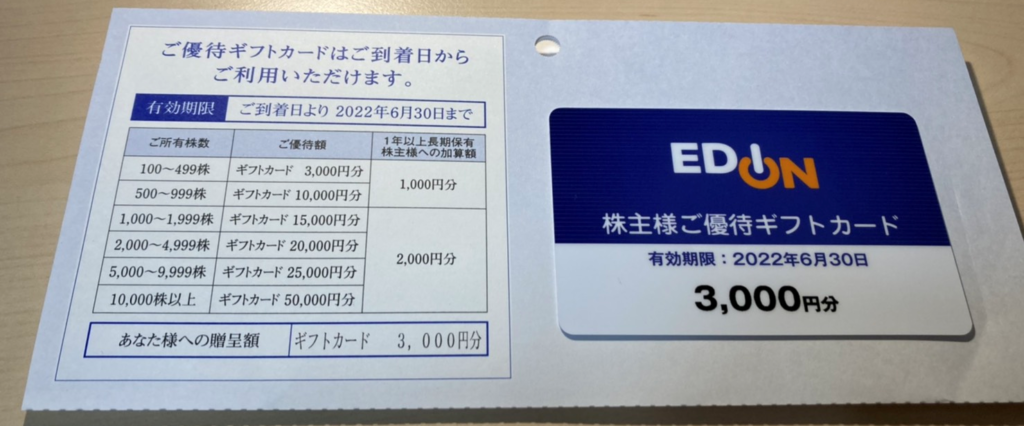 ご優待ギフトカードはご到着日から
ご利用いただけます。
有効期限 ご到着日より 2022年6月30日まで
ご所有株数 ご優待額 1年以上長期保有
株主様への加算額
100〜499株 ギフトカード 3,000円分 1,000円分
500〜999株 ギフトカード 10,000円分
1,000〜1,999株 ギフトカード 15,000円分 2,000円分
2,000〜4,999株 ギフトカード 20,000円分
5,000〜9,999株 ギフトカード 25,000円分
10,000株以上 ギフトカード 50,000円分
あなた様への贈呈額 ギフトカード 3,000円分
EDION
株主様ご優待ギフトカード
有効期限：2022年6月30日
3,000円分